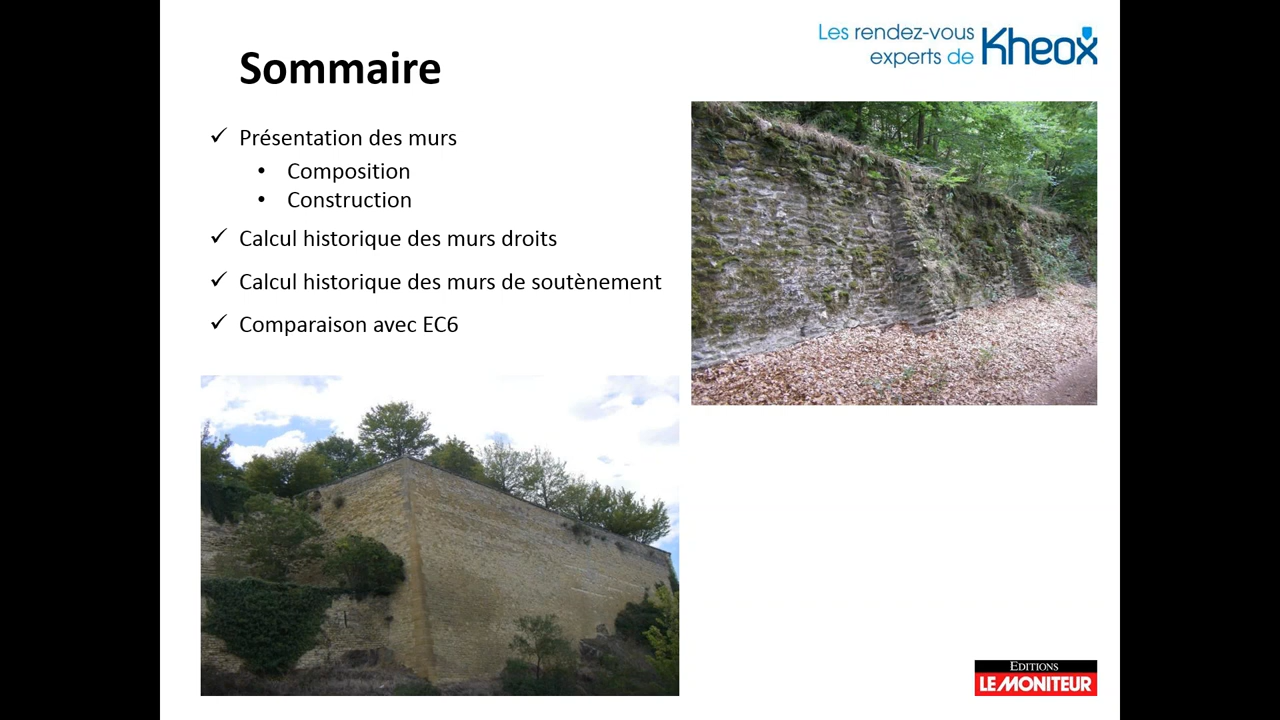 Les rendez-vous
experts de Kheox
Sommaire
✓ Présentation des murs
• Composition
• Construction
✓ Calcul historique des murs droits
✓ Calcul historique des murs de soutènement
✓ Comparaison avec EC6
EDITIONS
LE MONITEUR